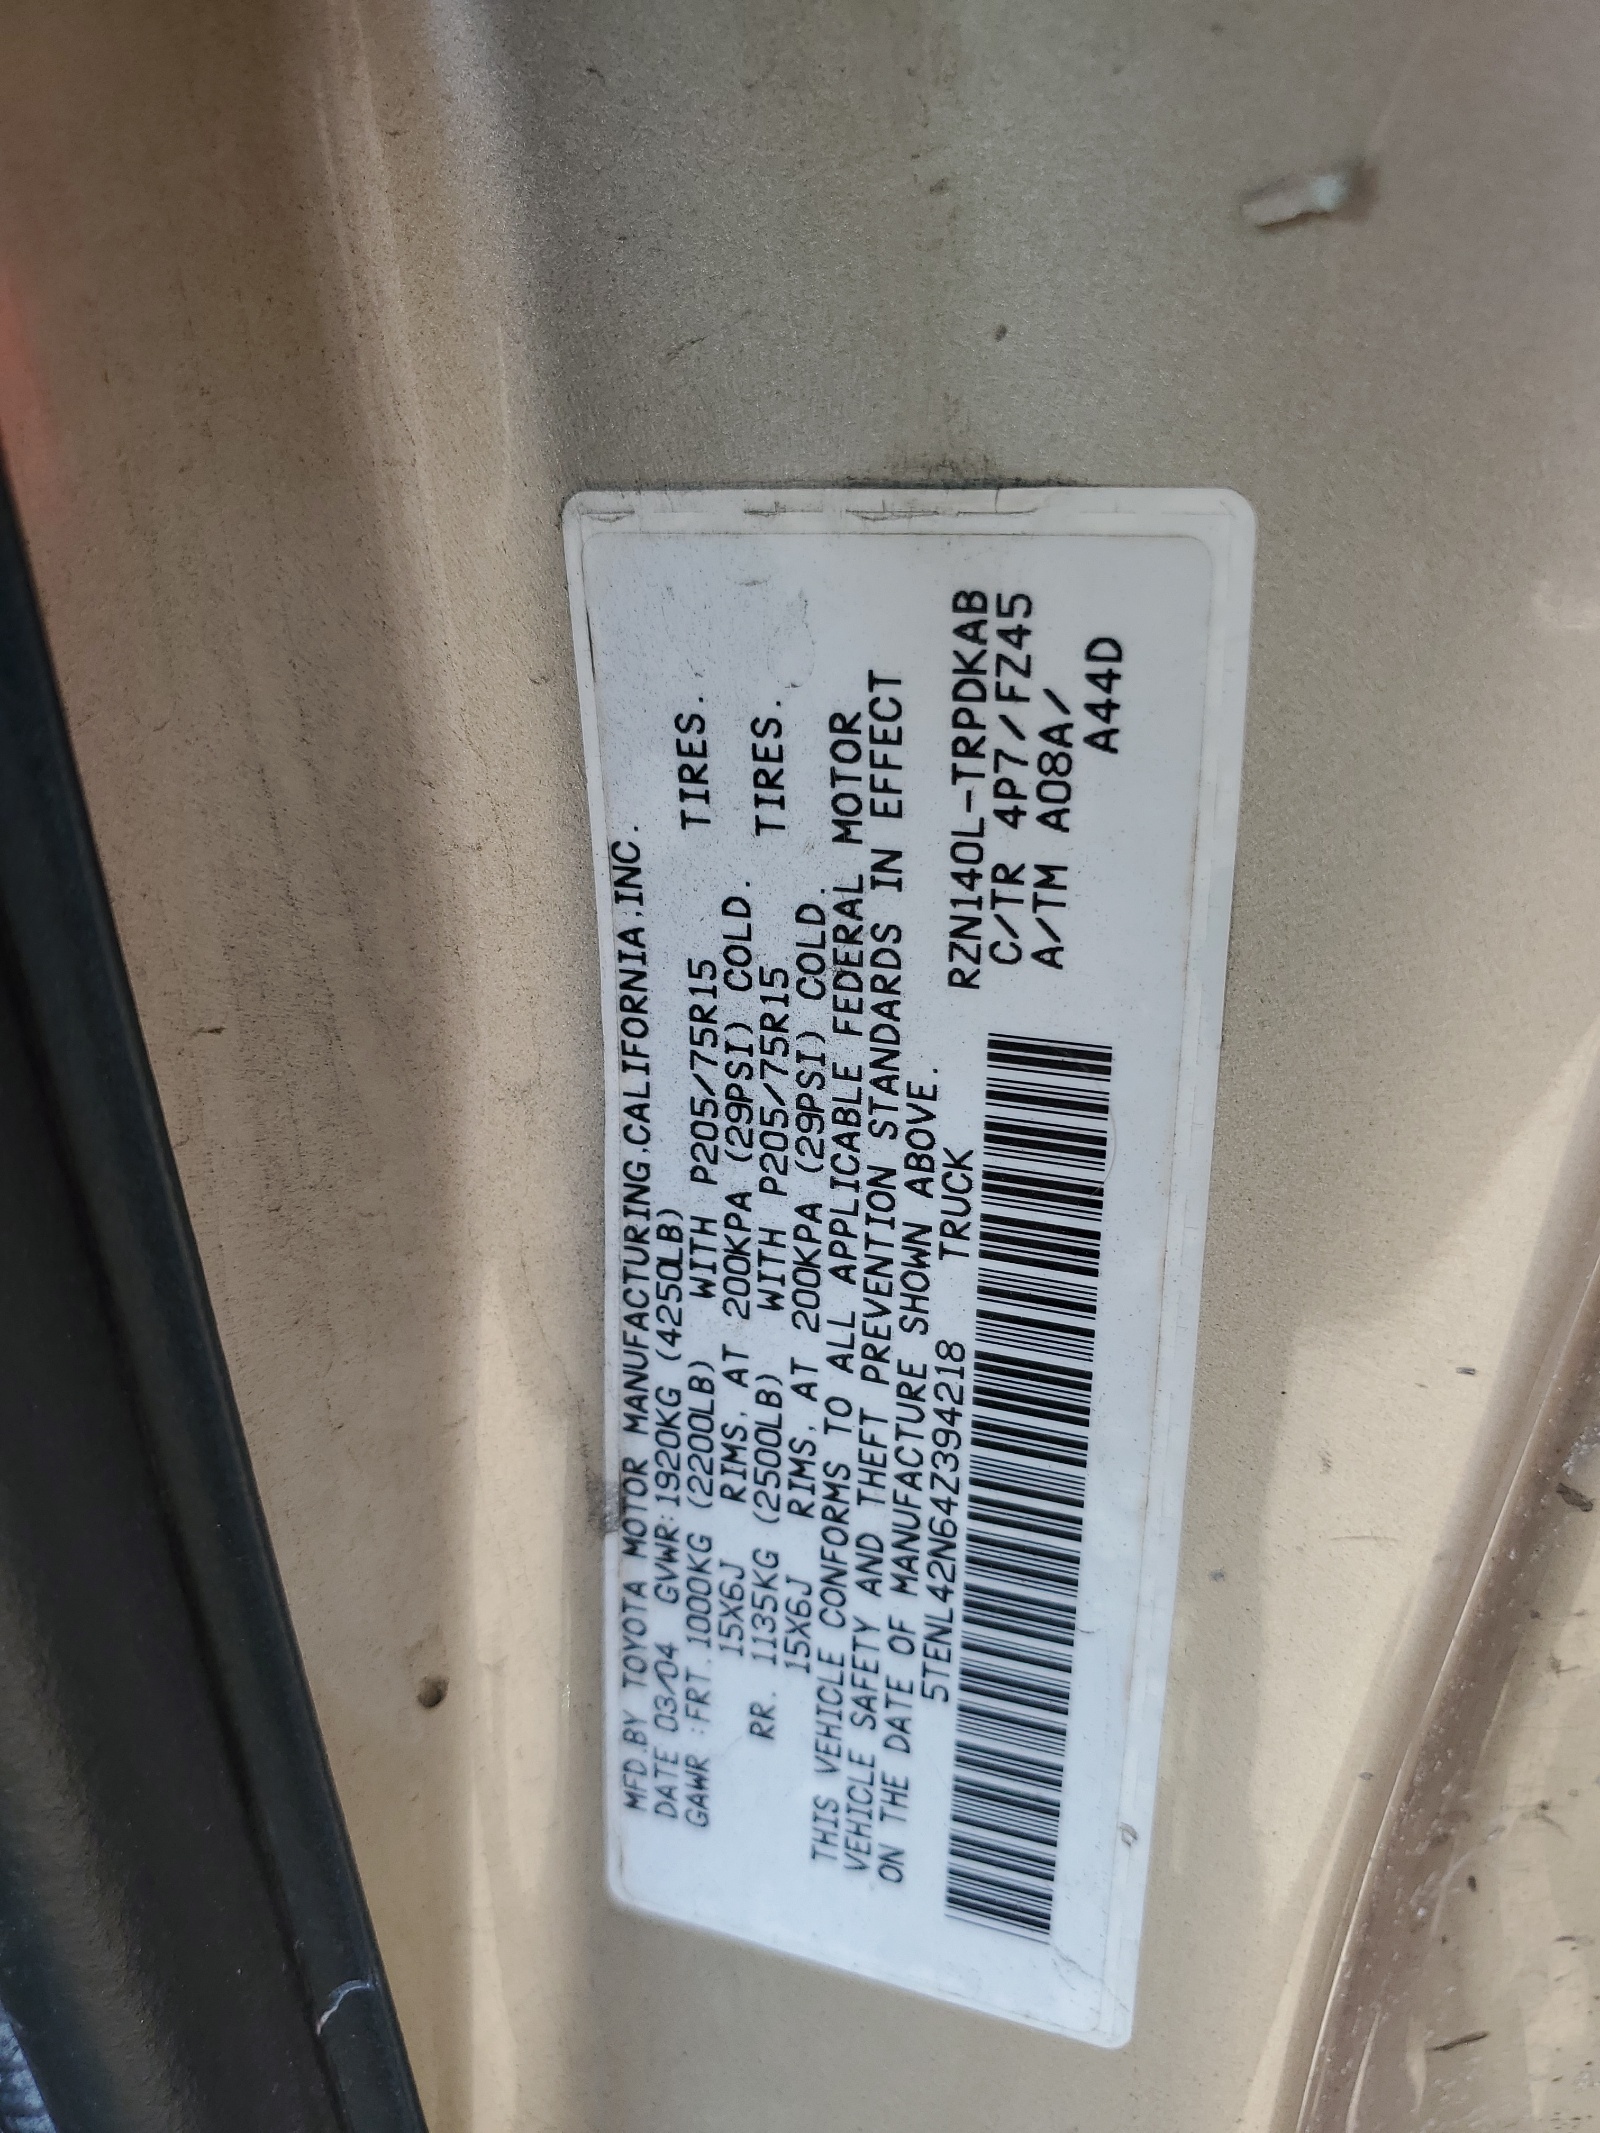 MFD.BY TOYOTA MOTOR MANUFACTURING,CALIFORNIA,INC.
DATE 03/04 GVWR:1920KG (4250LB)
GAWR :FRT.1000KG (2200LB) WITH P205/75R15 TIRES.
15X6J RIMS, AT 200KPA (29PSI) COLD.
RR. 1135KG (2500LB) WITH P205/75R15 TIRES.
15X6J RIMS, AT 200KPA (29PSI) COLD.
THIS VEHICLE CONFORMS TO ALL APPLICABLE FEDERAL MOTOR
VEHICLE SAFETY AND THEFT PREVENTION STANDARDS IN EFFECT
ON THE DATE OF MANUFACTURE SHOWN ABOVE.
5TENL42N64Z394218 TRUCK
RZN140L-TRPDKAB
C/TR 4P7/FZ45
A/TM A08A/
A44D